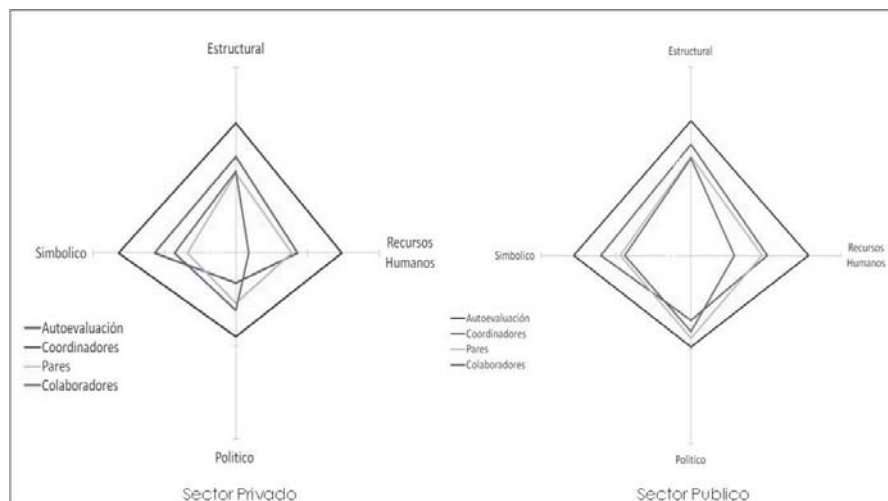 Estructural
Simbolico
Recursos
Humanos
Autoevaluación
Coordinadores
Pares
Colaboradores
Politico
Sector Privado
Estructural
Simbolico
Recursos
Humanos
Autoevaluación
Coordinadores
Pares
Colaboradores
Politico
Sector Publico